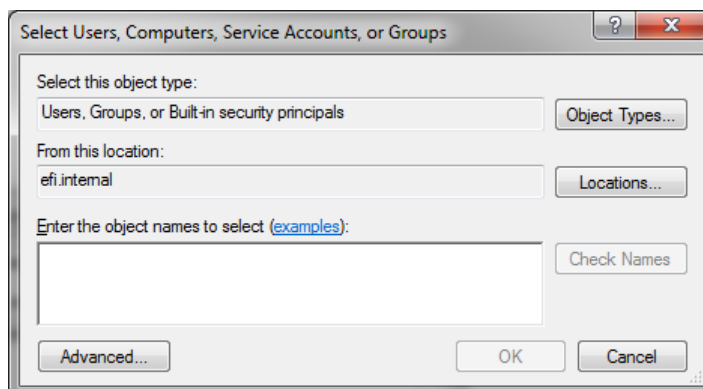 Select Users, Computers, Service Accounts, or Groups
Select this object type:
Users, Groups, or Built-in security principals
Object Types...
From this location:
efi.internal
Locations...
Enter the object names to select (examples):
Check Names
Advanced...
OK
Cancel